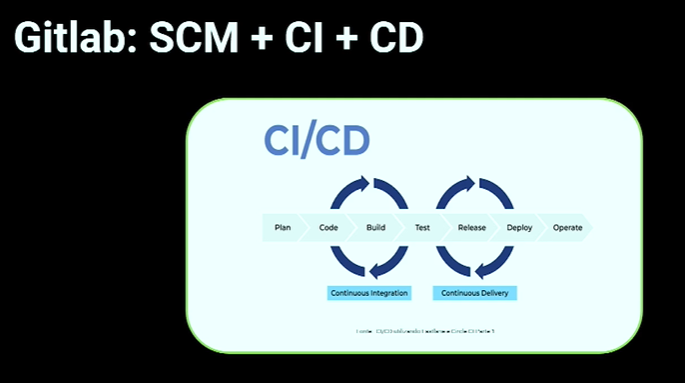 Gitlab: SCM + CI + CD
CI/CD
Plan Code Build Test Release Deploy Operate
Continuous Integration Continuous Delivery